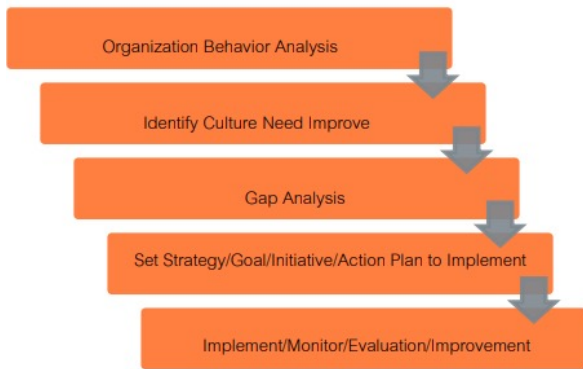 Organization Behavior Analysis
Identify Culture Need Improve
Gap Analysis
Set Strategy/Goal/Initiative/Action Plan to Implement
Implement/Monitor/Evaluation/Improvement